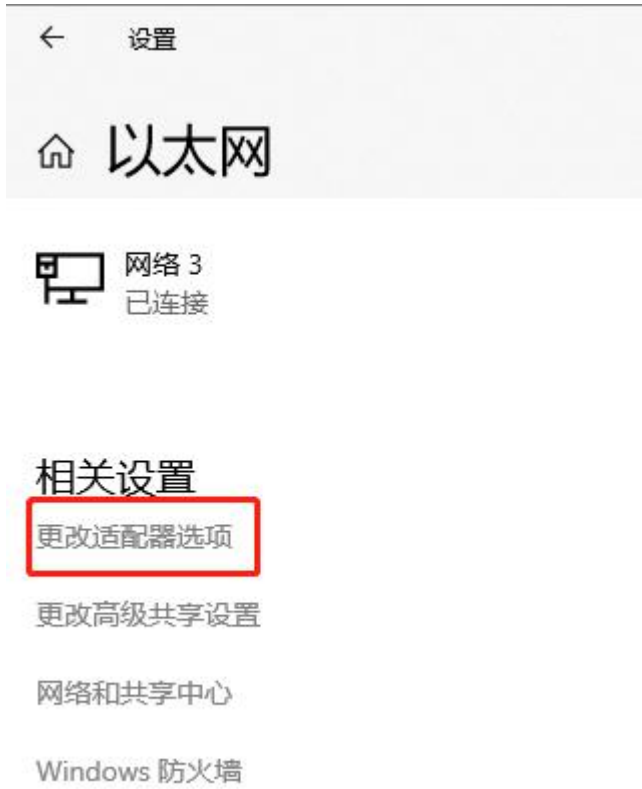 设置
以太网
网络 3
已连接
相关设置
更改适配器选项
更改高级共享设置
网络和共享中心
Windows 防火墙